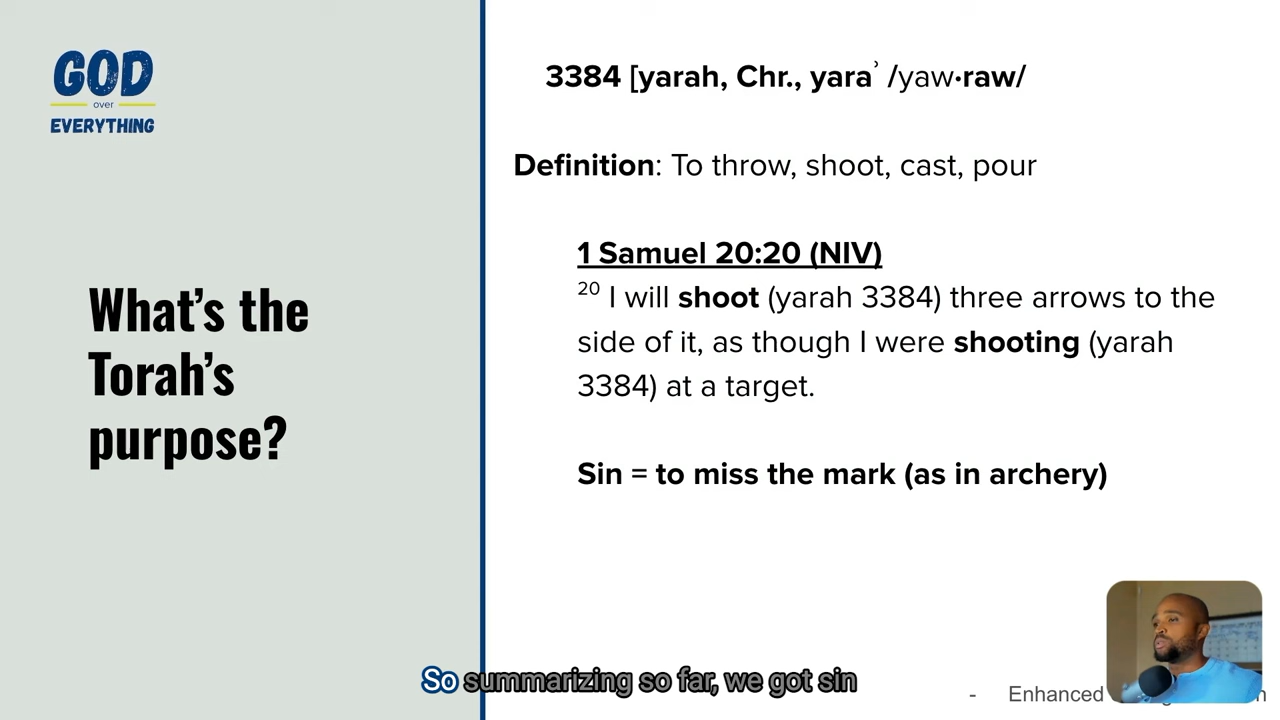 GOD
over
EVERYTHING
What's the
Torah's
purpose?
3384 [yarah, Chr., yaraʾ /yaw·raw/
Definition: To throw, shoot, cast, pour
1 Samuel 20:20 (NIV)
20 I will shoot (yarah 3384) three arrows to the
side of it, as though I were shooting (yarah
3384) at a target.
Sin = to miss the mark (as in archery)
So summarizing so far, we got sin
- Enhanced